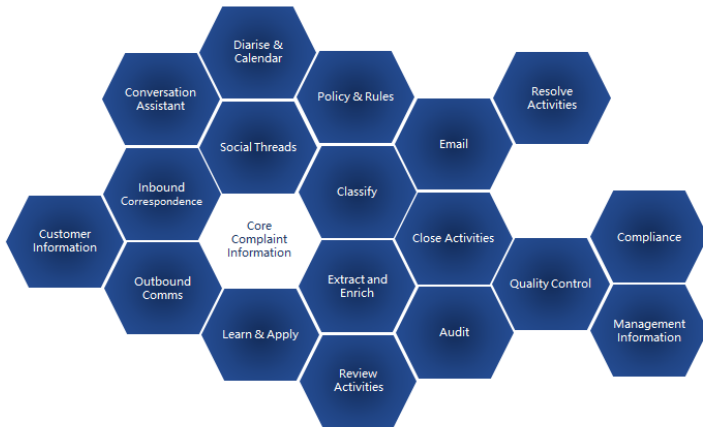 Diarise &
Calendar
Conversation
Assistant
Policy & Rules
Resolve
Activities
Social Threads
Email
Inbound
Correspondence
Classify
Customer
Information
Core
Complaint
Information
Close Activities
Compliance
Outbound
Comms
Extract and
Enrich
Quality Control
Learn & Apply
Audit
Management
Information
Review
Activities